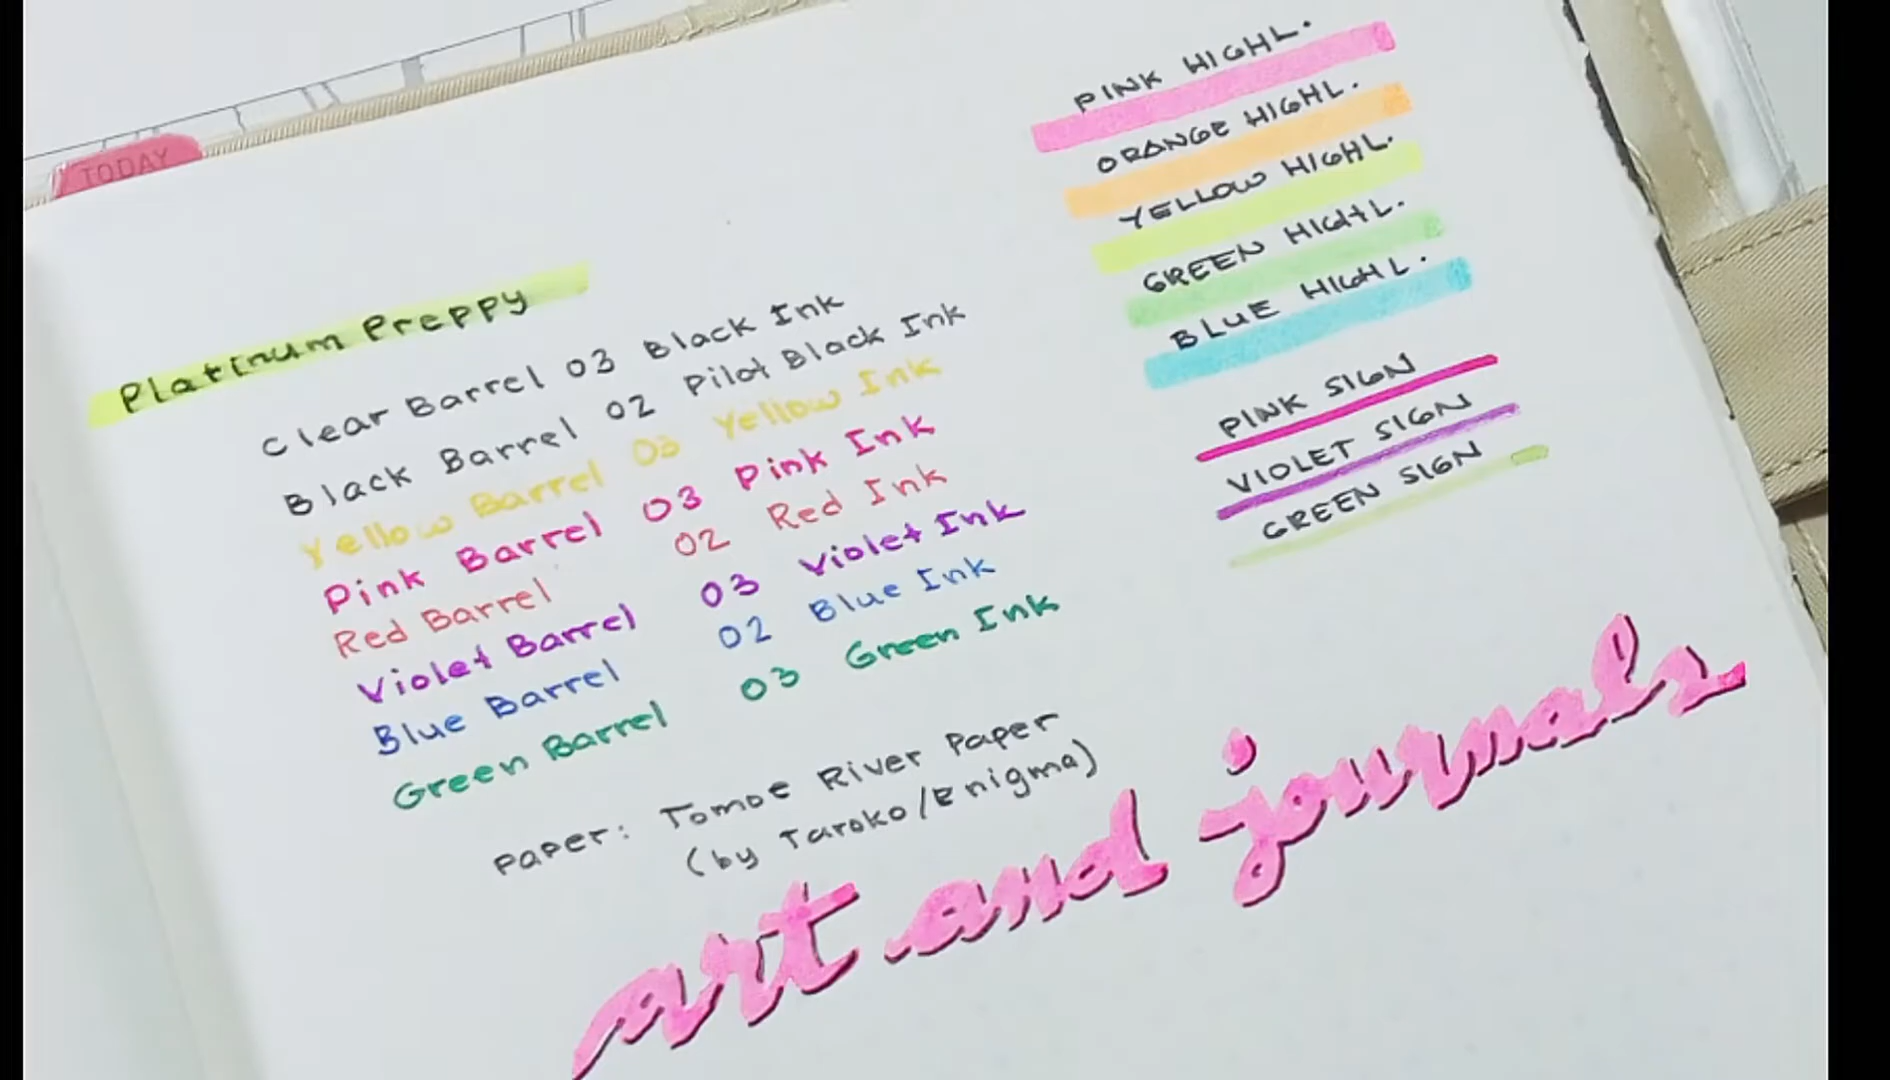 TODAY
Platinum Preppy
Clear Barrel 03 Black Ink
Black Barrel 02 Pilot Black Ink
Yellow Barrel 03 Yellow Ink
Pink Barrel 03 Pink Ink
Red Barrel 02 Red Ink
Violet Barrel 03 Violet Ink
Blue Barrel 02 Blue Ink
Green Barrel 03 Green Ink
Paper: Tomoe River Paper
(by Taroko/Enigma)
PINK HIGHL.
ORANGE HIGHL.
YELLOW HIGHL.
GREEN HIGHL.
BLUE HIGHL.
PINK SIGN
VIOLET SIGN
GREEN SIGN
art and journals